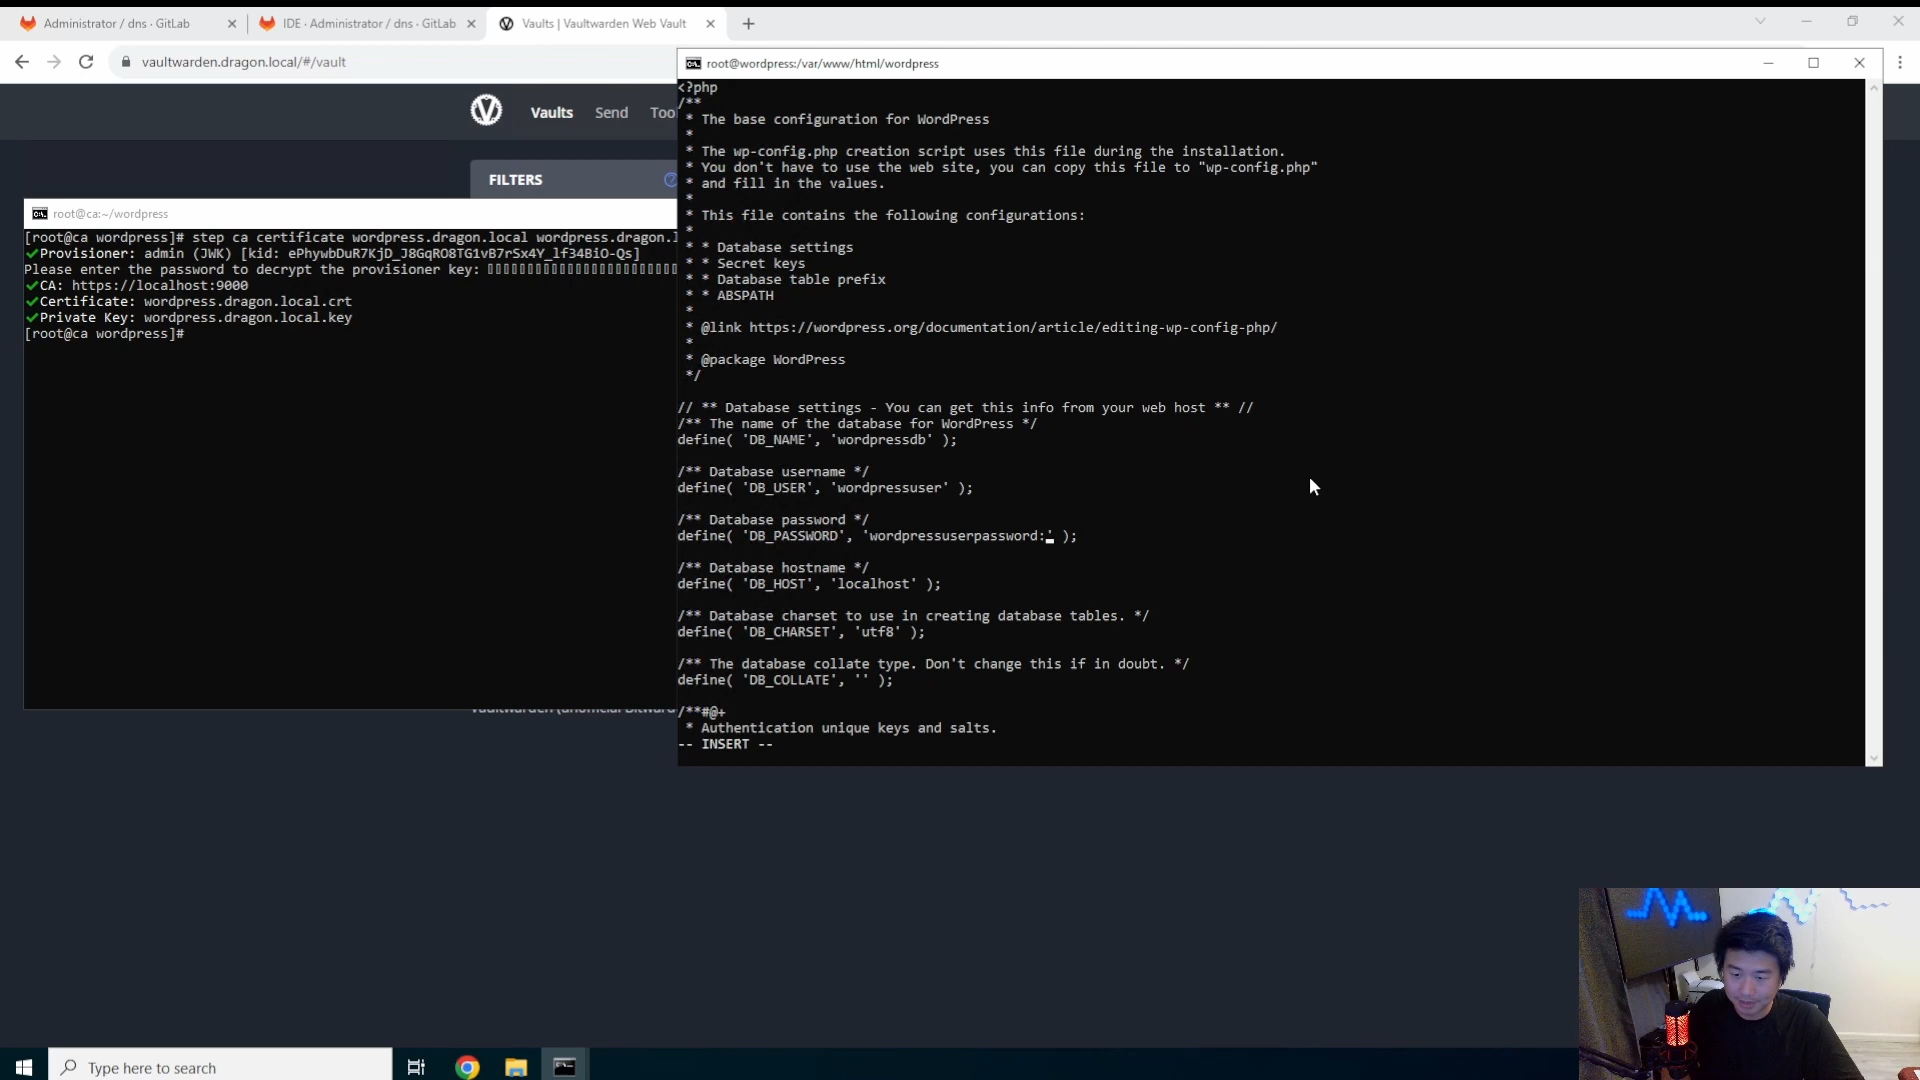 Administrator / dns · GitLab
IDE · Administrator / dns · GitLab
Vaults | Vaultwarden Web Vault
vaultwarden.dragon.local/#/vault
Vaults Send Too
FILTERS
root@ca:~/wordpress
[root@ca wordpress]# step ca certificate wordpress.dragon.local wordpress.dragon.l
✔Provisioner: admin (JWK) [kid: ePhywbDuR7KjD_J8GqRO8TG1vB7rSx4Y_lf34BiO-Qs]
Please enter the password to decrypt the provisioner key:
✔CA: https://localhost:9000
✔Certificate: wordpress.dragon.local.crt
✔Private Key: wordpress.dragon.local.key
[root@ca wordpress]#
root@wordpress:/var/www/html/wordpress
<?php
/**
 * The base configuration for WordPress
 *
 * The wp-config.php creation script uses this file during the installation.
 * You don't have to use the web site, you can copy this file to "wp-config.php"
 * and fill in the values.
 *
 * This file contains the following configurations:
 *
 * * Database settings
 * * Secret keys
 * * Database table prefix
 * * ABSPATH
 *
 * @link https://wordpress.org/documentation/article/editing-wp-config-php/
 *
 * @package WordPress
 */
// ** Database settings - You can get this info from your web host ** //
/** The name of the database for WordPress */
define( 'DB_NAME', 'wordpressdb' );
/** Database username */
define( 'DB_USER', 'wordpressuser' );
/** Database password */
define( 'DB_PASSWORD', 'wordpressuserpassword:' );
/** Database hostname */
define( 'DB_HOST', 'localhost' );
/** Database charset to use in creating database tables. */
define( 'DB_CHARSET', 'utf8' );
/** The database collate type. Don't change this if in doubt. */
define( 'DB_COLLATE', '' );
/**#@+
 * Authentication unique keys and salts.
-- INSERT --
Type here to search